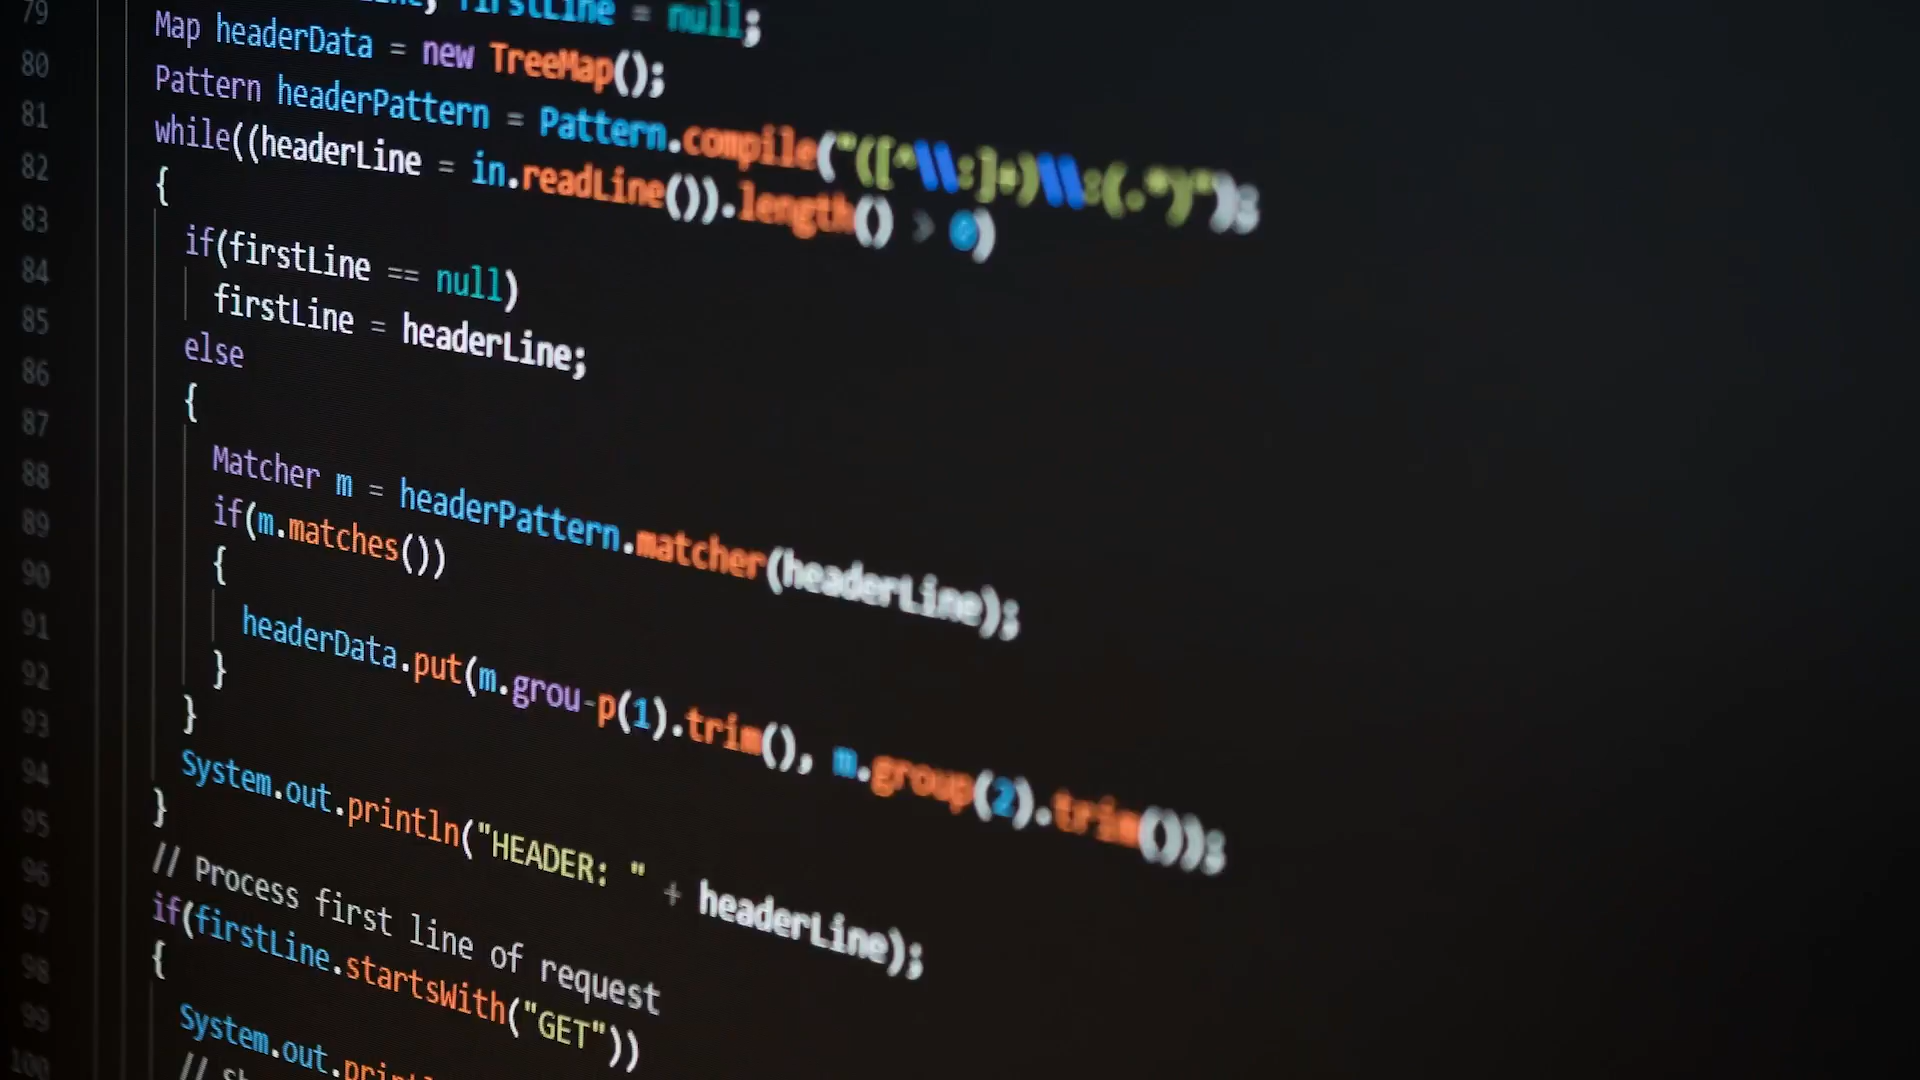 79 firstLine = null;
80 Map headerData = new TreeMap();
81 Pattern headerPattern = Pattern.compile("([^\\:]+)\\:(.*)");
82 while((headerLine = in.readLine()).length() > 0)
83 {
84 if(firstLine == null)
85 firstLine = headerLine;
86 else
87 {
88 Matcher m = headerPattern.matcher(headerLine);
89 if(m.matches())
90 {
91 headerData.put(m.grou-p(1).trim(), m.group(2).trim());
92 }
93 }
94 System.out.println("HEADER: " + headerLine);
95 }
96 // Process first line of request
97 if(firstLine.startsWith("GET"))
98 {
99 System.out.println
100 //